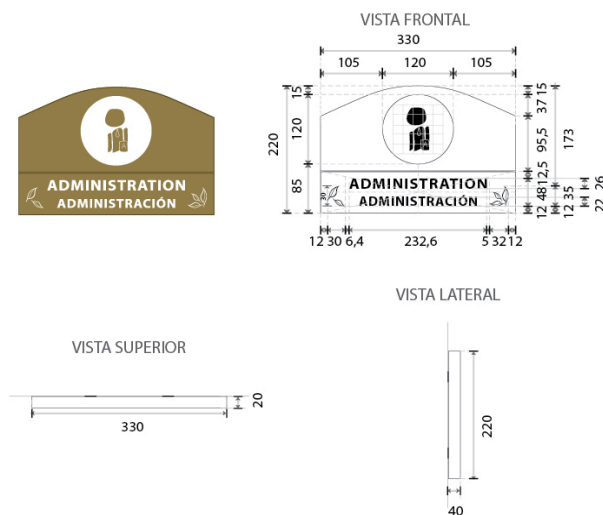 VISTA FRONTAL
330
105 120 105
15
120
85
220
15
37
95,5
12,5
173
ADMINISTRATION
ADMINISTRACIÓN
ADMINISTRATION
ADMINISTRACIÓN
48
12
35
12
26
22
12 30 6,4 232,6 5 32 12
VISTA LATERAL
VISTA SUPERIOR
20
330
220
40